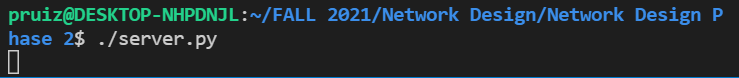 pruiz@DESKTOP-NHPDNJL:~/FALL 2021/Network Design/Network Design P
hase 2$ ./server.py